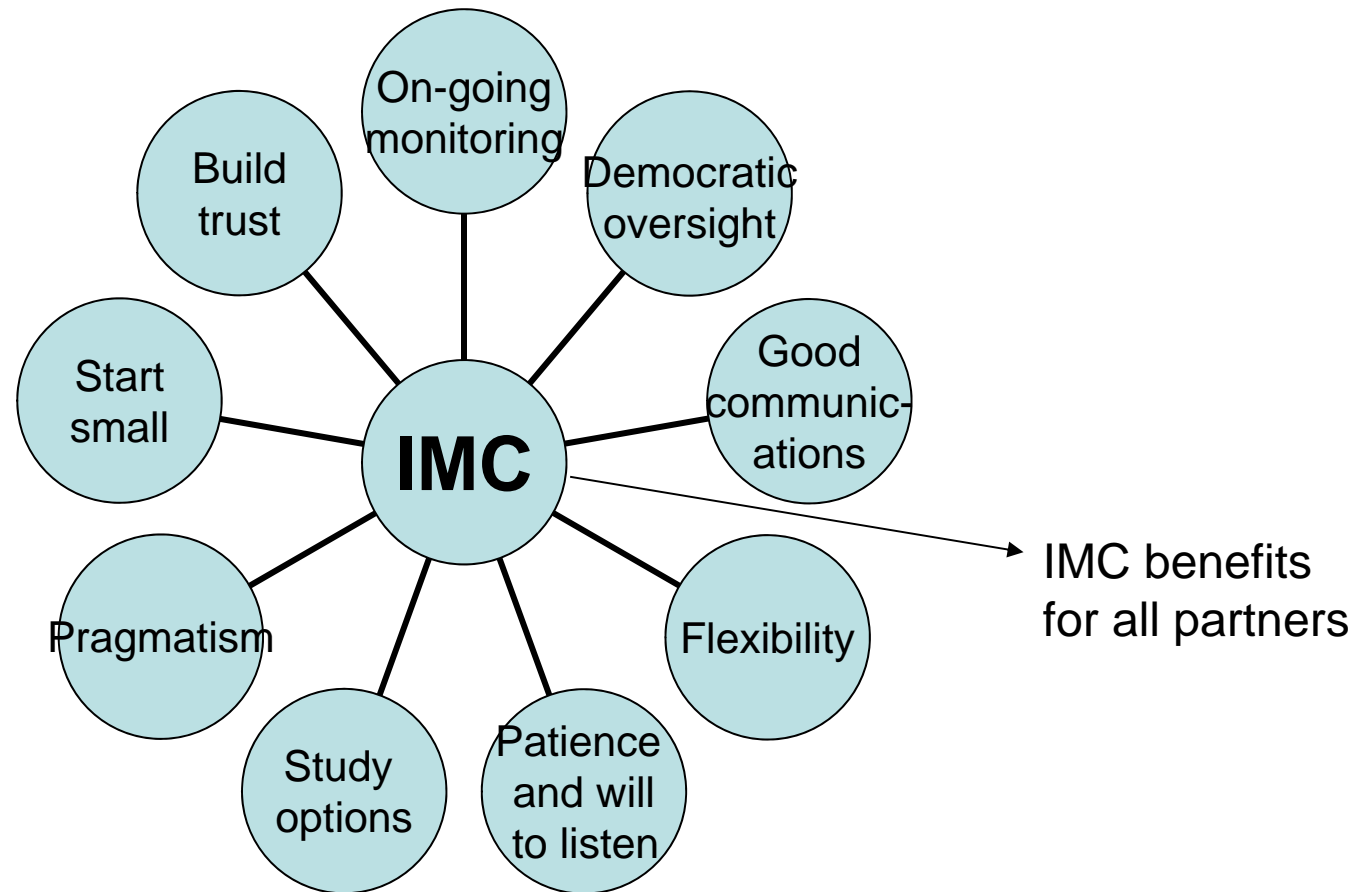 On-going
monitoring
Democratic
oversight
Build
trust
Good
communic-
ations
Start
small
IMC
IMC benefits
for all partners
Pragmatism
Flexibility
Patience
and will
to listen
Study
options